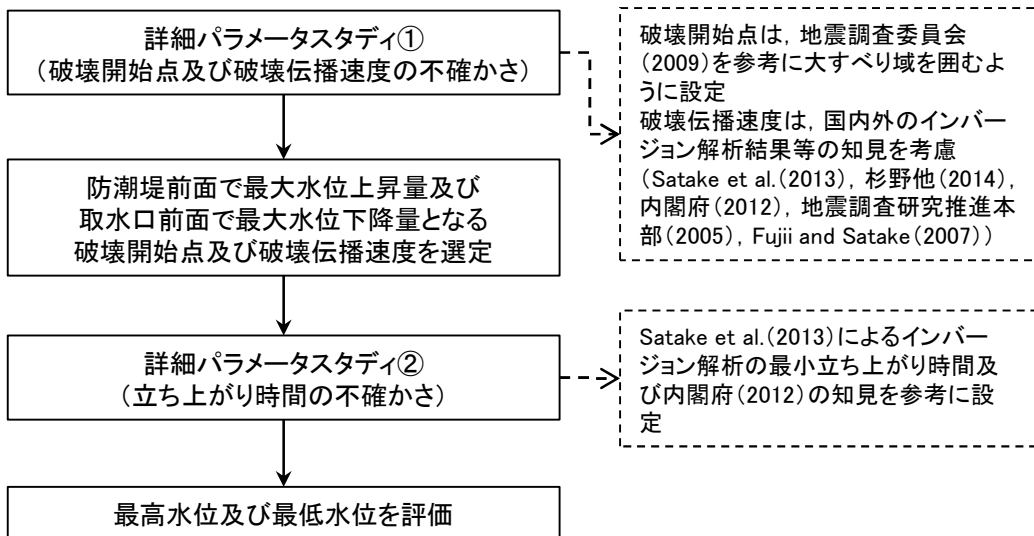 詳細パラメータスタディ①
（破壊開始点及び破壊伝播速度の不確かさ）
破壊開始点は，地震調査委員会
（2009）を参考に大すべり域を囲むよ
うに設定
破壊伝播速度は，国内外のインバー
ジョン解析結果等の知見を考慮
（Satake et al.（2013），杉野他（2014），
内閣府（2012），地震調査研究推進本
部（2005），Fujii and Satake（2007））
防潮堤前面で最大水位上昇量及び
取水口前面で最大水位下降量となる
破壊開始点及び破壊伝播速度を選定
詳細パラメータスタディ②
（立ち上がり時間の不確かさ）
Satake et al.（2013）によるインバー
ジョン解析の最小立ち上がり時間及
び内閣府（2012）の知見を参考に設
定
最高水位及び最低水位を評価